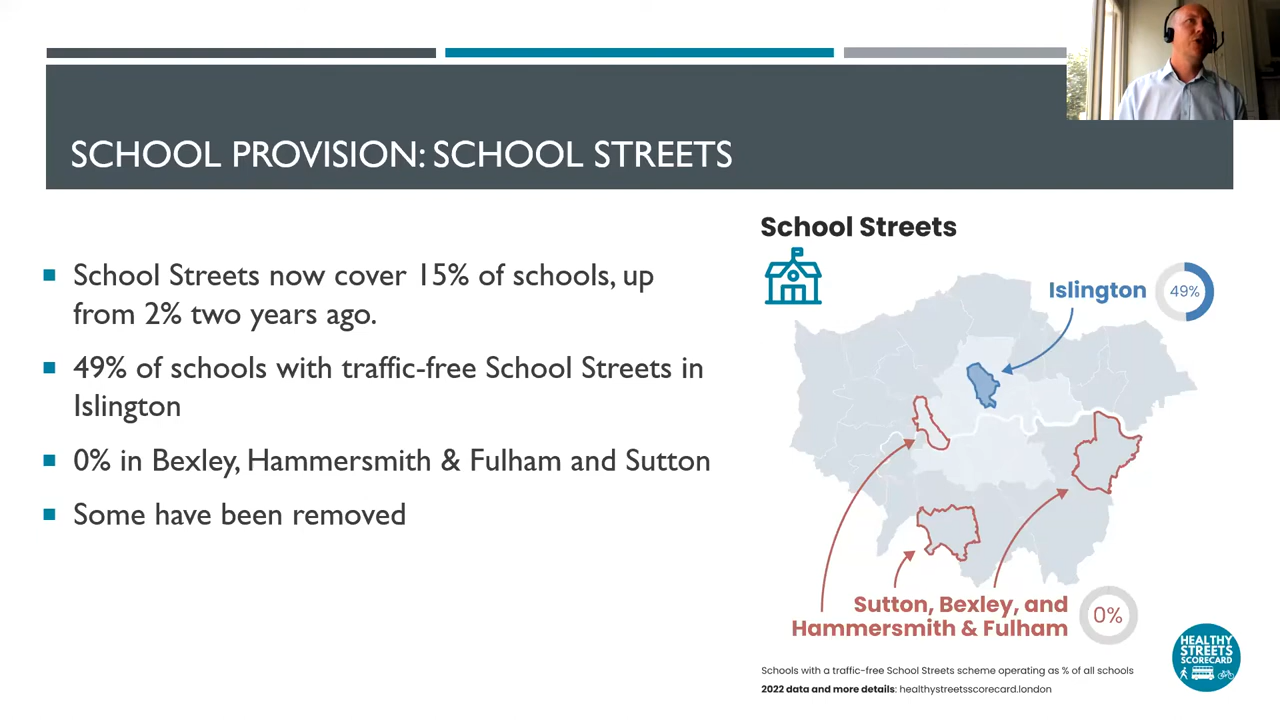 SCHOOL PROVISION: SCHOOL STREETS
School Streets now cover 15% of schools, up
from 2% two years ago.
49% of schools with traffic-free School Streets in
Islington
0% in Bexley, Hammersmith & Fulham and Sutton
Some have been removed
School Streets
Islington
49%
Sutton, Bexley, and
Hammersmith & Fulham
0%
Schools with a traffic-free School Streets scheme operating as % of all schools
2022 data and more details: healthystreetsscorecard.london
HEALTHY
STREETS
SCORECARD